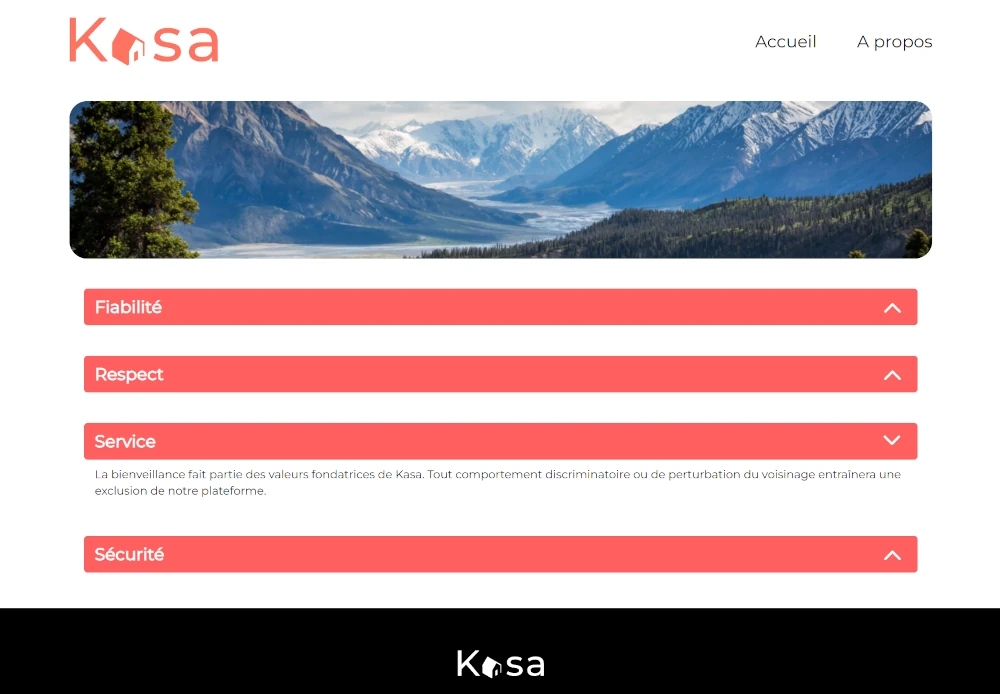 Kasa
Accueil A propos
Fiabilité
Respect
Service
La bienveillance fait partie des valeurs fondatrices de Kasa. Tout comportement discriminatoire ou de perturbation du voisinage entraînera une
exclusion de notre plateforme.
Sécurité
Kasa